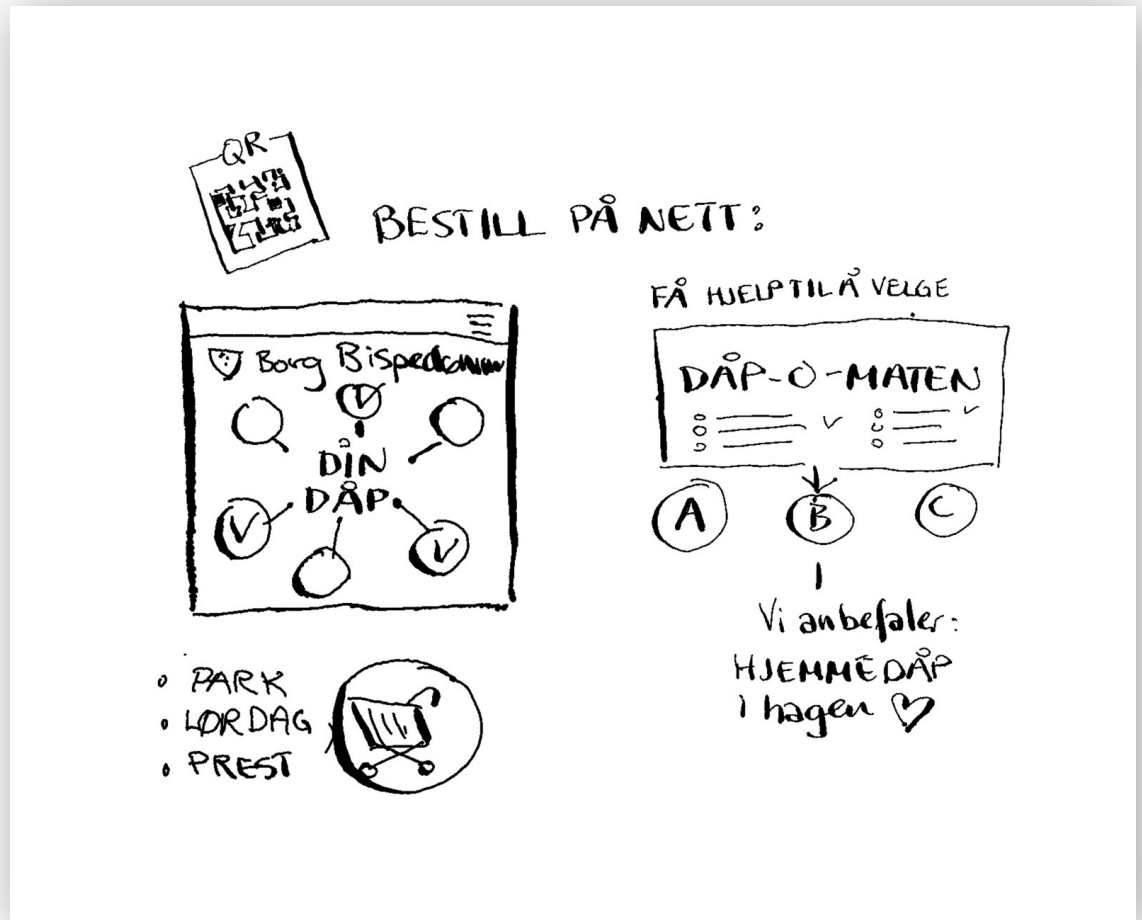 QR
BESTILL PÅ NETT:
Borg Bispedømm
DIN
DÅP
• PARK
• LØRDAG
• PREST
FÅ HJELP TIL Å VELGE
DÅP-O-MATEN
A
B
C
Vi anbefaler:
HJEMMEDÅP
i hagen ♡